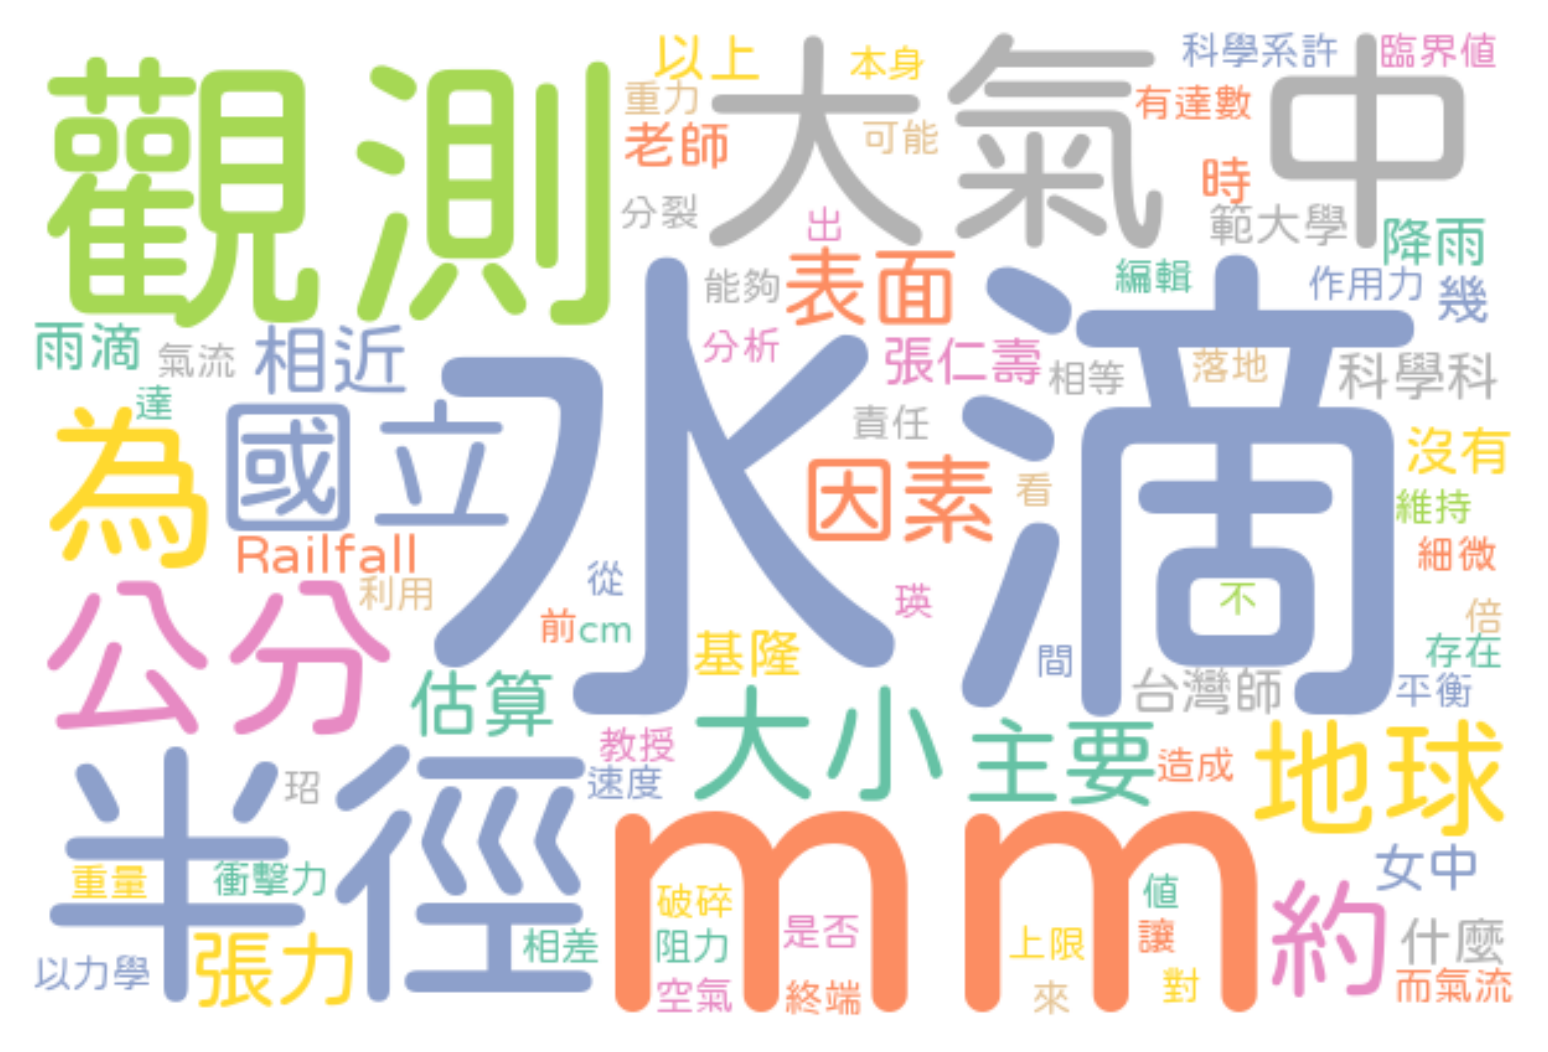 觀測
以上
本身
大氣中
科學系許
臨界值
重力
有達數
老師
可能
時
分裂
出
範大學
降雨
能夠
表面
編輯
作用力
幾
雨滴
氣流
相近
分析
張仁壽
相等
水滴
落地
科學科
達
為
國立
責任
因素
看
沒有
維持
細微
Railfall
利用
從
瑛
不
倍
公分
前
cm
基隆
間
存在
台灣師
平衡
估算
教授
大小
主要
造成
地球
半徑
玿
速度
mm
重量
衝擊力
破碎
值
約
女中
張力
相差
阻力
是否
上限
讓
什麼
以力學
空氣
終端
來
對
而氣流